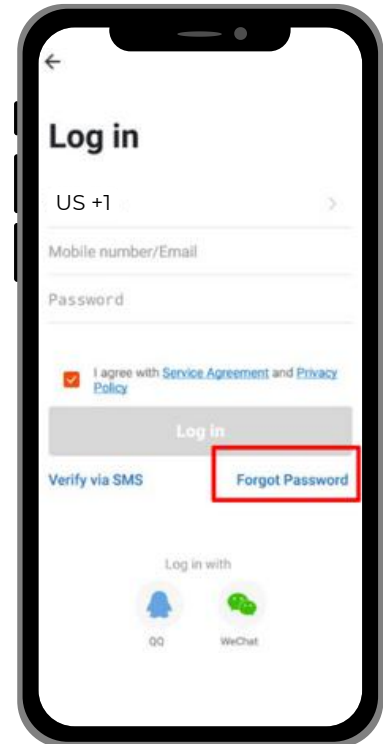 Log in
US +1
Mobile number/Email
Password
I agree with Service Agreement and Privacy
Policy
Log in
Verify via SMS Forgot Password
Log in with
QQ WeChat